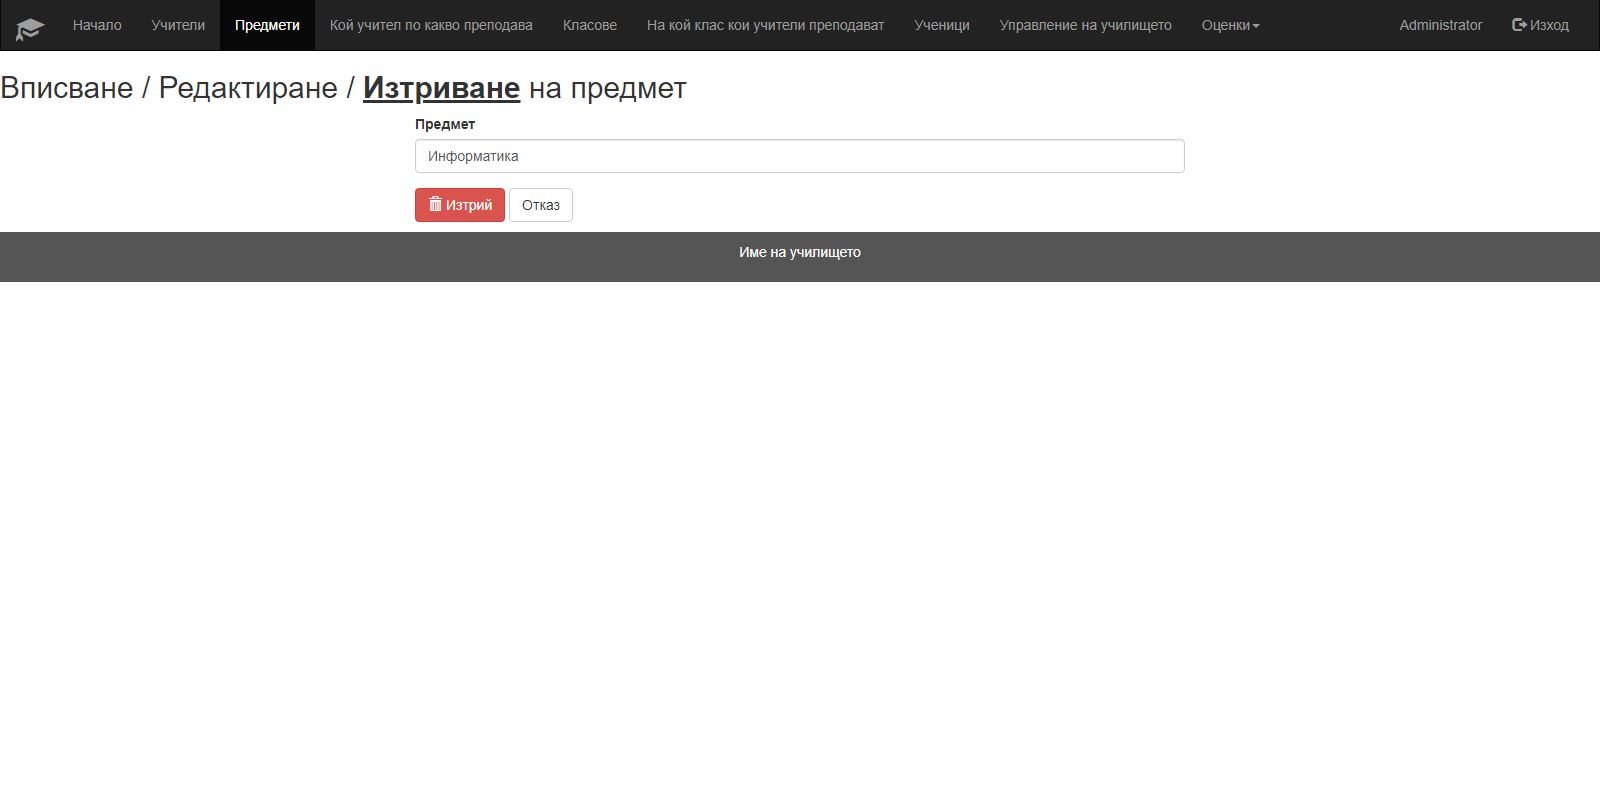 Начало Учители Предмети Кой учител по какво преподава Класове На кой клас кои учители преподават Ученици Управление на училището Оценки Administrator Изход
Вписване / Редактиране / Изтриване на предмет
Предмет
Информатика
Изтрий Отказ
Име на училището